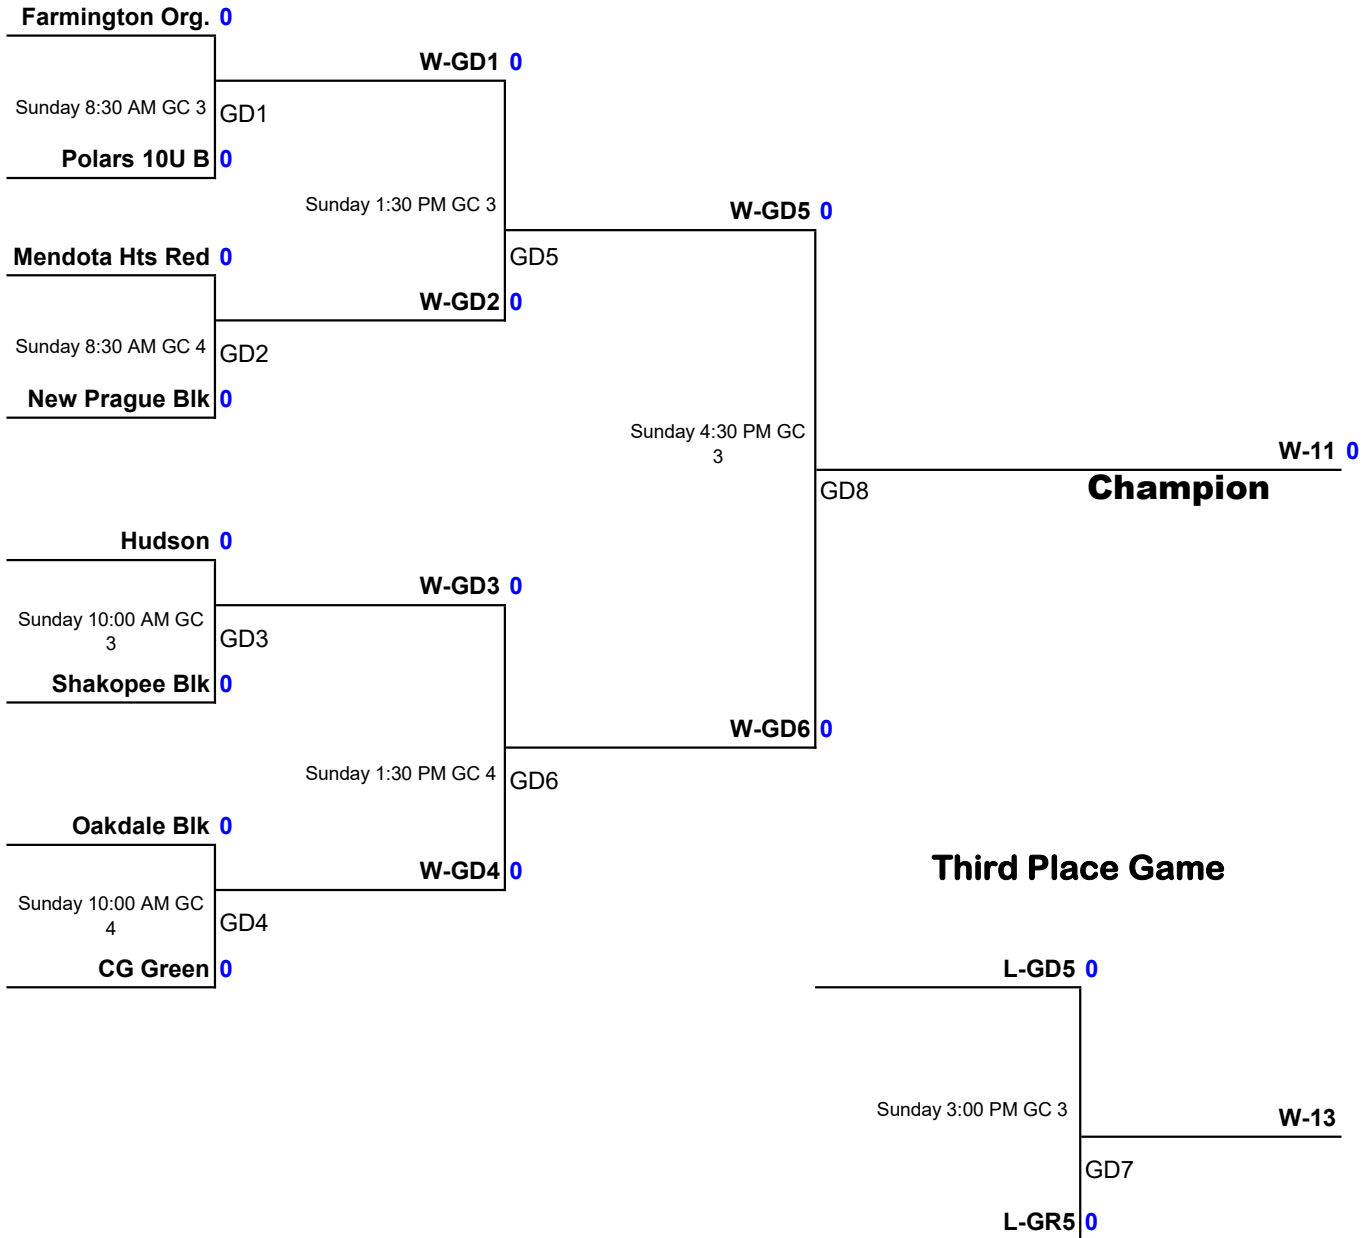 Farmington Org. 0
W-GD1 0
Sunday 8:30 AM GC 3
GD1
Polars 10U B 0
Sunday 1:30 PM GC 3
W-GD5 0
Mendota Hts Red 0
GD5
W-GD2 0
Sunday 8:30 AM GC 4
GD2
New Prague Blk 0
Sunday 4:30 PM GC
3
W-11 0
GD8
Champion
Hudson 0
W-GD3 0
Sunday 10:00 AM GC
3
GD3
Shakopee Blk 0
W-GD6 0
Sunday 1:30 PM GC 4
GD6
Oakdale Blk 0
W-GD4 0
Third Place Game
Sunday 10:00 AM GC
4
GD4
CG Green 0
L-GD5 0
Sunday 3:00 PM GC 3
W-13
GD7
L-GR5 0